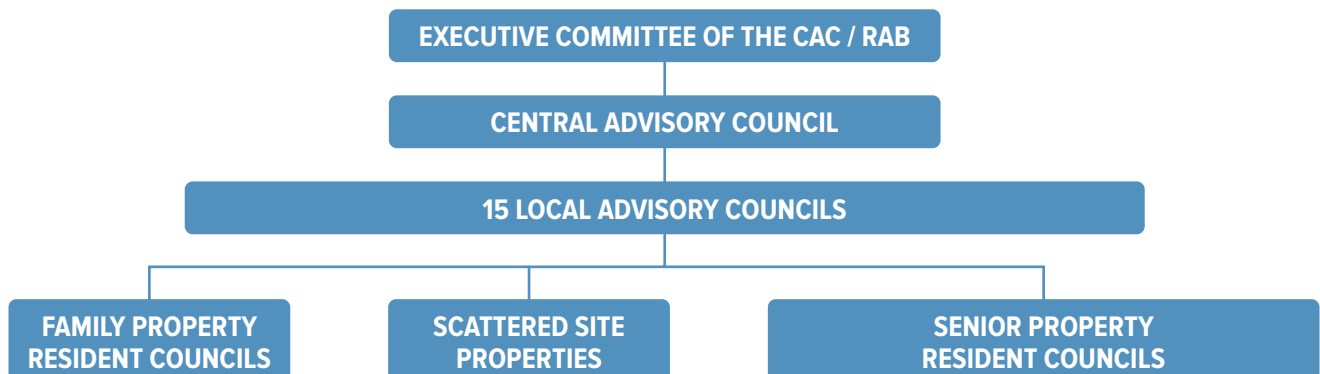 EXECUTIVE COMMITTEE OF THE CAC / RAB
CENTRAL ADVISORY COUNCIL
15 LOCAL ADVISORY COUNCILS
FAMILY PROPERTY
RESIDENT COUNCILS
SCATTERED SITE
PROPERTIES
SENIOR PROPERTY
RESIDENT COUNCILS